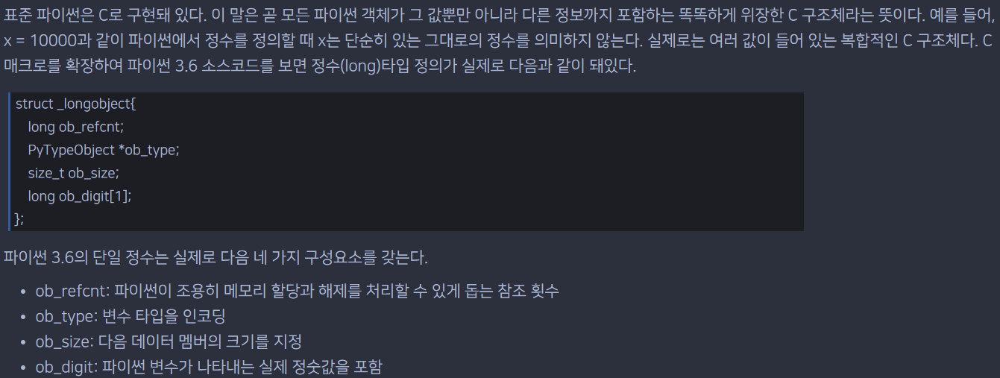 표준 파이썬은 C로 구현돼 있다. 이 말은 곧 모든 파이썬 객체가 그 값뿐만 아니라 다른 정보까지 포함하는 똑똑하게 위장한 C 구조체라는 뜻이다. 예를 들어,
x = 10000과 같이 파이썬에서 정수를 정의할 때 x는 단순히 있는 그대로의 정수를 의미하지 않는다. 실제로는 여러 값이 들어 있는 복합적인 C 구조체다. C
매크로를 확장하여 파이썬 3.6 소스코드를 보면 정수(long)타입 정의가 실제로 다음과 같이 돼있다.
struct _longobject{
long ob_refcnt;
PyTypeObject *ob_type;
size_t ob_size;
long ob_digit[1];
};
파이썬 3.6의 단일 정수는 실제로 다음 네 가지 구성요소를 갖는다.
• ob_refcnt: 파이썬이 조용히 메모리 할당과 해제를 처리할 수 있게 돕는 참조 횟수
• ob_type: 변수 타입을 인코딩
• ob_size: 다음 데이터 멤버의 크기를 지정
• ob_digit: 파이썬 변수가 나타내는 실제 정숫값을 포함